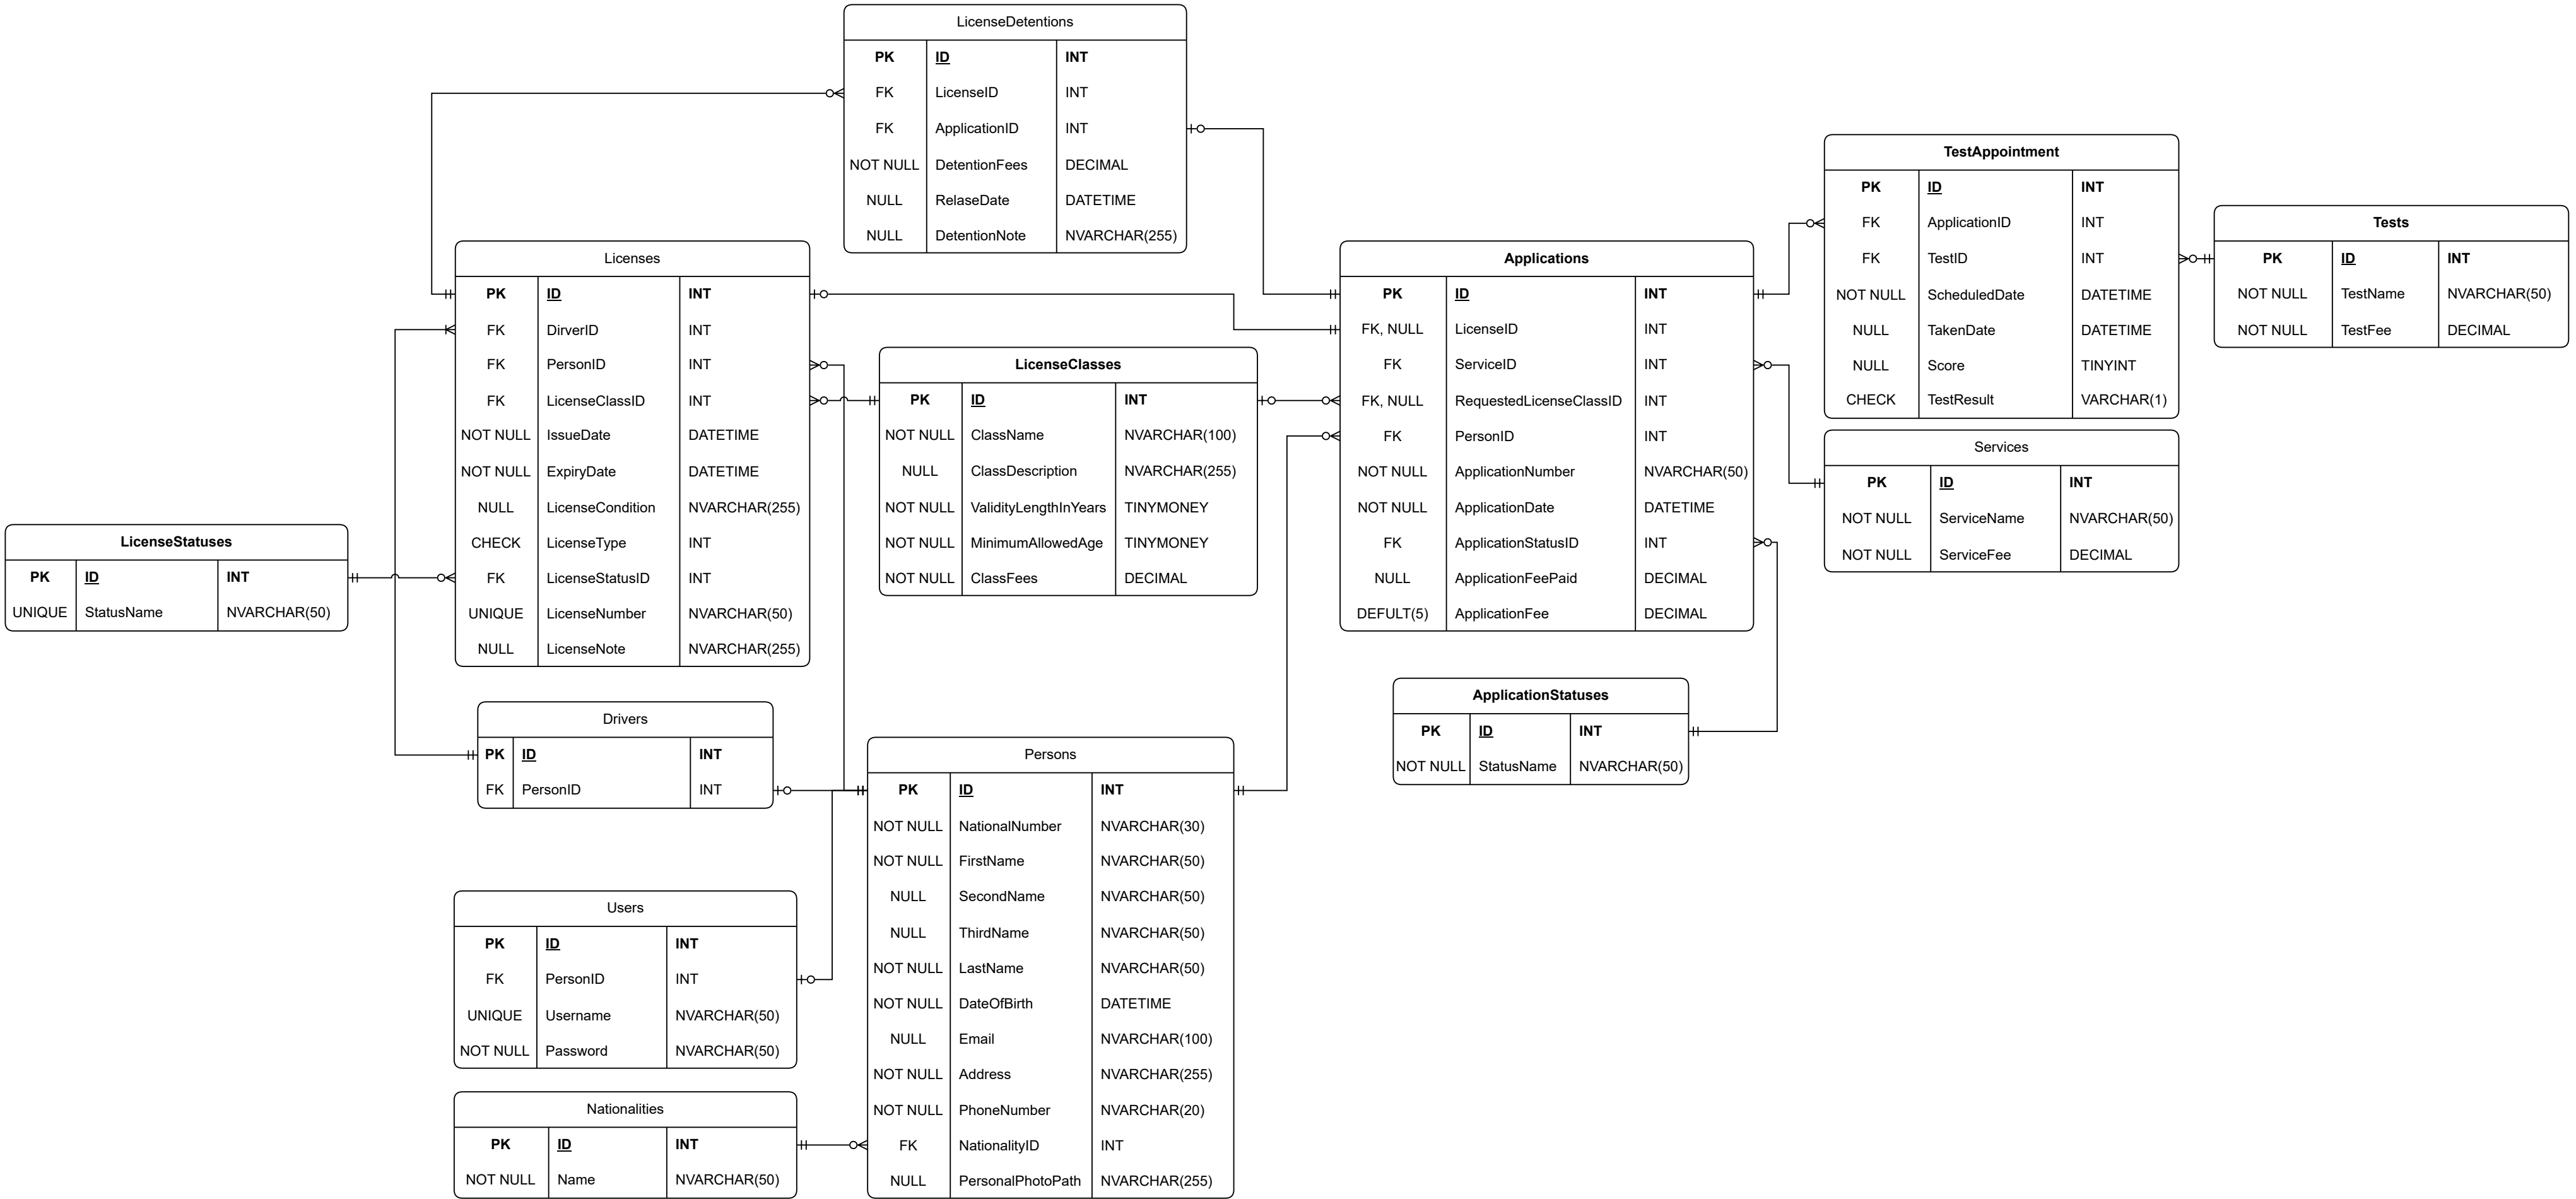 LicenseDetentions
PK ID INT
FK LicenseID INT
FK ApplicationID INT
NOT NULL DetentionFees DECIMAL
NULL RelaseDate DATETIME
NULL DetentionNote NVARCHAR(255)
TestAppointment
PK ID INT
FK ApplicationID INT
FK TestID INT
NOT NULL ScheduledDate DATETIME
NULL TakenDate DATETIME
NULL Score TINYINT
CHECK TestResult VARCHAR(1)
Tests
PK ID INT
NOT NULL TestName NVARCHAR(50)
NOT NULL TestFee DECIMAL
Licenses
PK ID INT
FK DirverID INT
FK PersonID INT
FK LicenseClassID INT
NOT NULL IssueDate DATETIME
NOT NULL ExpiryDate DATETIME
NULL LicenseCondition NVARCHAR(255)
CHECK LicenseType INT
FK LicenseStatusID INT
UNIQUE LicenseNumber NVARCHAR(50)
NULL LicenseNote NVARCHAR(255)
LicenseClasses
PK ID INT
NOT NULL ClassName NVARCHAR(100)
NULL ClassDescription NVARCHAR(255)
NOT NULL ValidityLengthInYears TINYMONEY
NOT NULL MinimumAllowedAge TINYMONEY
NOT NULL ClassFees DECIMAL
Applications
PK ID INT
FK, NULL LicenseID INT
FK ServiceID INT
FK, NULL RequestedLicenseClassID INT
FK PersonID INT
NOT NULL ApplicationNumber NVARCHAR(50)
NOT NULL ApplicationDate DATETIME
FK ApplicationStatusID INT
NULL ApplicationFeePaid DECIMAL
DEFULT(5) ApplicationFee DECIMAL
Services
PK ID INT
NOT NULL ServiceName NVARCHAR(50)
NOT NULL ServiceFee DECIMAL
LicenseStatuses
PK ID INT
UNIQUE StatusName NVARCHAR(50)
Drivers
PK ID INT
FK PersonID INT
ApplicationStatuses
PK ID INT
NOT NULL StatusName NVARCHAR(50)
Persons
PK ID INT
NOT NULL NationalNumber NVARCHAR(30)
NOT NULL FirstName NVARCHAR(50)
NULL SecondName NVARCHAR(50)
NULL ThirdName NVARCHAR(50)
NOT NULL LastName NVARCHAR(50)
NOT NULL DateOfBirth DATETIME
NULL Email NVARCHAR(100)
NOT NULL Address NVARCHAR(255)
NOT NULL PhoneNumber NVARCHAR(20)
FK NationalityID INT
NULL PersonalPhotoPath NVARCHAR(255)
Users
PK ID INT
FK PersonID INT
UNIQUE Username NVARCHAR(50)
NOT NULL Password NVARCHAR(50)
Nationalities
PK ID INT
NOT NULL Name NVARCHAR(50)